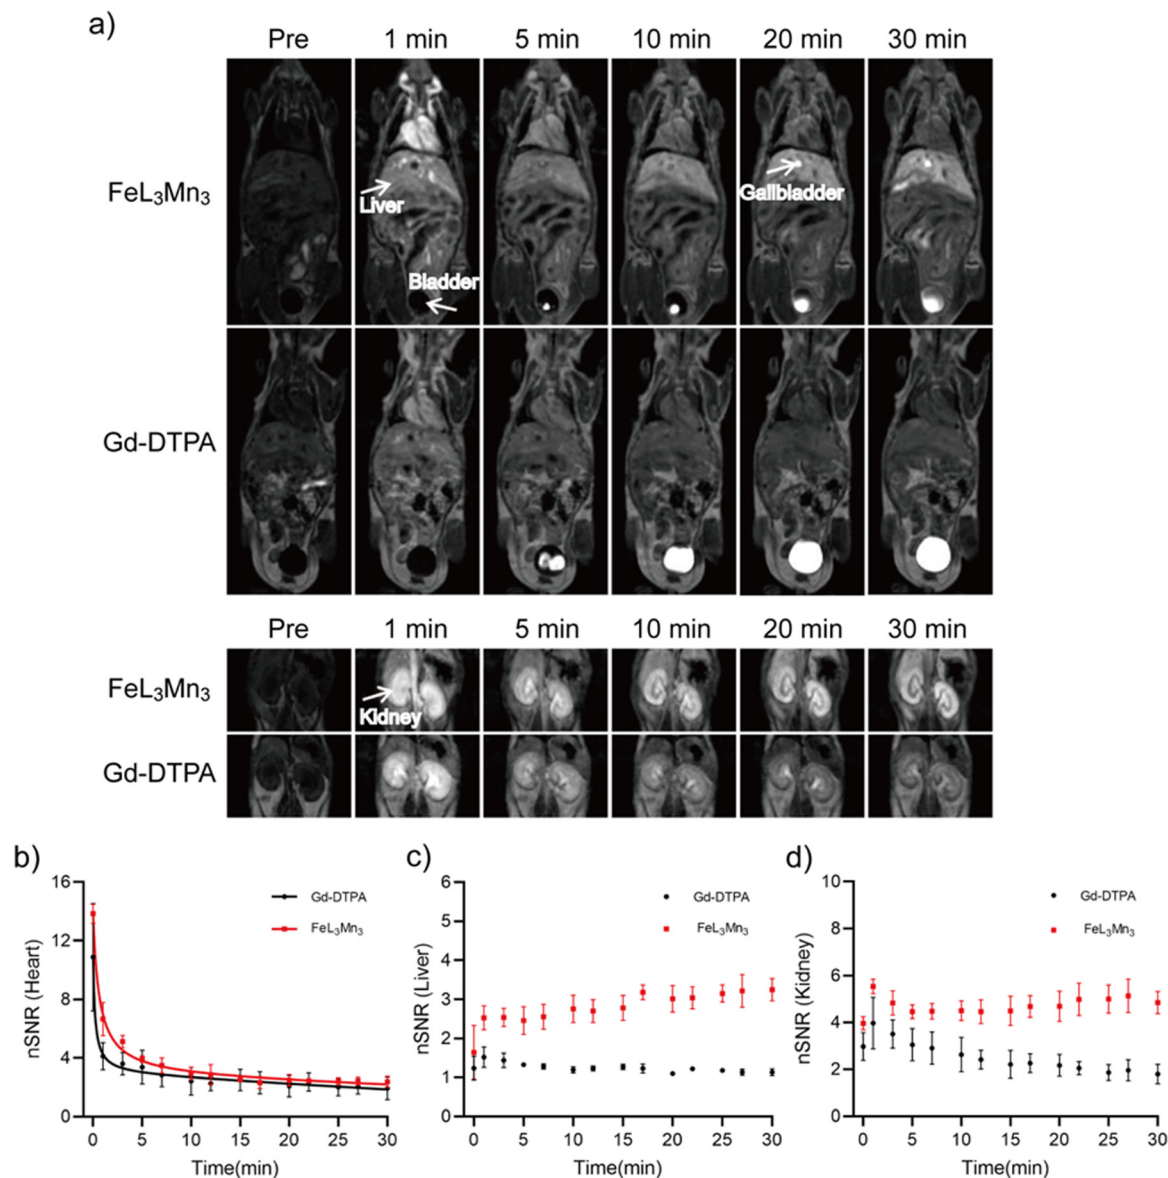 a)
Pre 1 min 5 min 10 min 20 min 30 min
FeL₃Mn₃
Liver
Gallbladder
Bladder
Gd-DTPA
Pre 1 min 5 min 10 min 20 min 30 min
FeL₃Mn₃
Kidney
Gd-DTPA
b)
nSNR (Heart)
16
12
8
4
0
0 5 10 15 20 25 30
Time(min)
Gd-DTPA
FeL₃Mn₃
c)
nSNR (Liver)
6
5
4
3
2
1
0
0 5 10 15 20 25 30
Time(min)
Gd-DTPA
FeL₃Mn₃
d)
nSNR (Kidney)
10
8
6
4
2
0
0 5 10 15 20 25 30
Time(min)
Gd-DTPA
FeL₃Mn₃